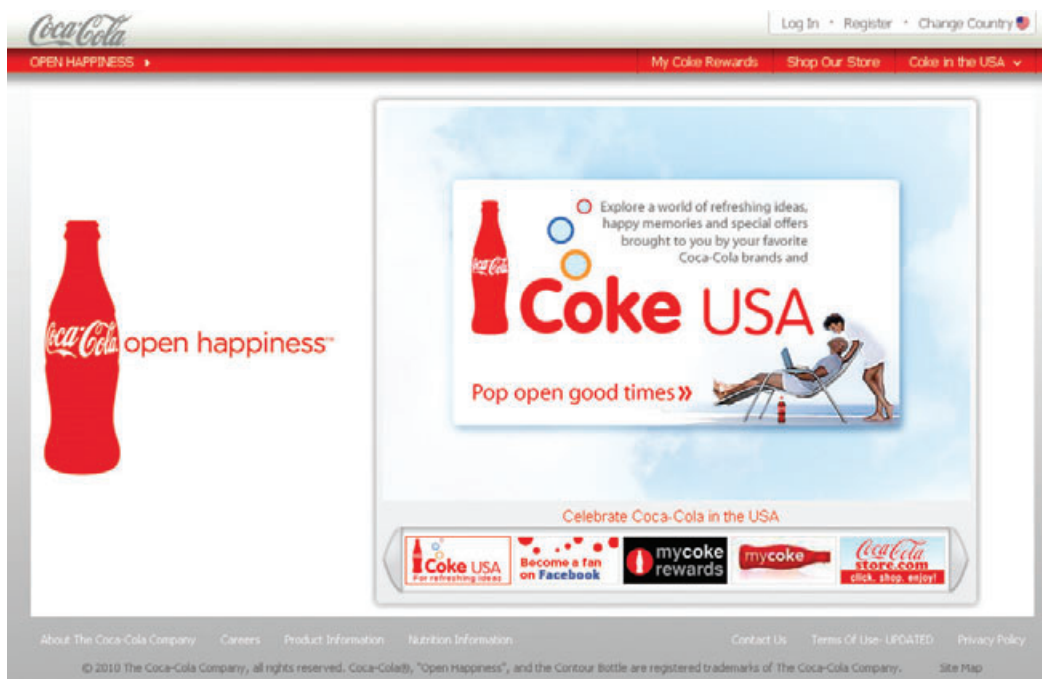 Coca-Cola
Log In · Register · Change Country
OPEN HAPPINESS
My Coke Rewards Shop Our Store Coke in the USA
Coca-Cola open happiness™
Explore a world of refreshing ideas,
happy memories and special offers
brought to you by your favorite
Coca-Cola brands and
Coca-Cola
Coke USA
Pop open good times»
Celebrate Coca-Cola in the USA
Coke USA
For refreshing ideas
Become a fan
on Facebook
mycoke
rewards
mycoke
Coca-Cola
store.com
click. shop. enjoy!
About The Coca-Cola Company Careers Product Information Nutrition Information Contact Us Terms Of Use- UPDATED Privacy Policy
© 2010 The Coca-Cola Company, all rights reserved. Coca-Cola®, "Open Happiness", and the Contour Bottle are registered trademarks of The Coca-Cola Company. Site Map